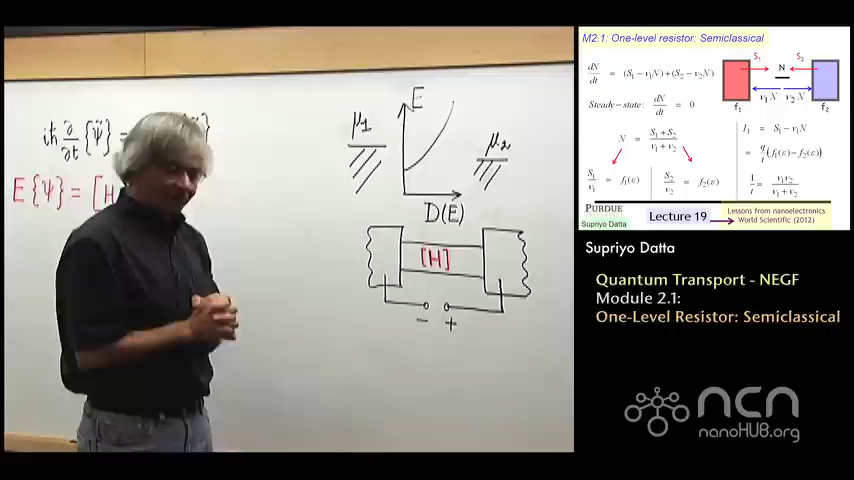 iħ ∂/∂t {ψ̃} =
E{Ψ} = [H
μ1
E
μ2
D(E)
[H]
−
+
M2.1: One-level resistor: Semiclassical
dN/dt = (S1 − ν1N) + (S2 − ν2N)
Steady−state: dN/dt = 0
N = (S1 + S2)/(ν1 + ν2)
S1/ν1 = f1(ε)
S2/ν2 = f2(ε)
S1
S2
N
ν1N ν2N
f1
f2
I1 = S1 − ν1N
= q/t (f1(ε) − f2(ε))
1/t = ν1ν2/(ν1 + ν2)
PURDUE
Supriyo Datta
Lecture 19
Lessons from nanoelectronics
World Scientific (2012)
Supriyo Datta
Quantum Transport - NEGF
Module 2.1:
One-Level Resistor: Semiclassical
ncn
nanoHUB.org